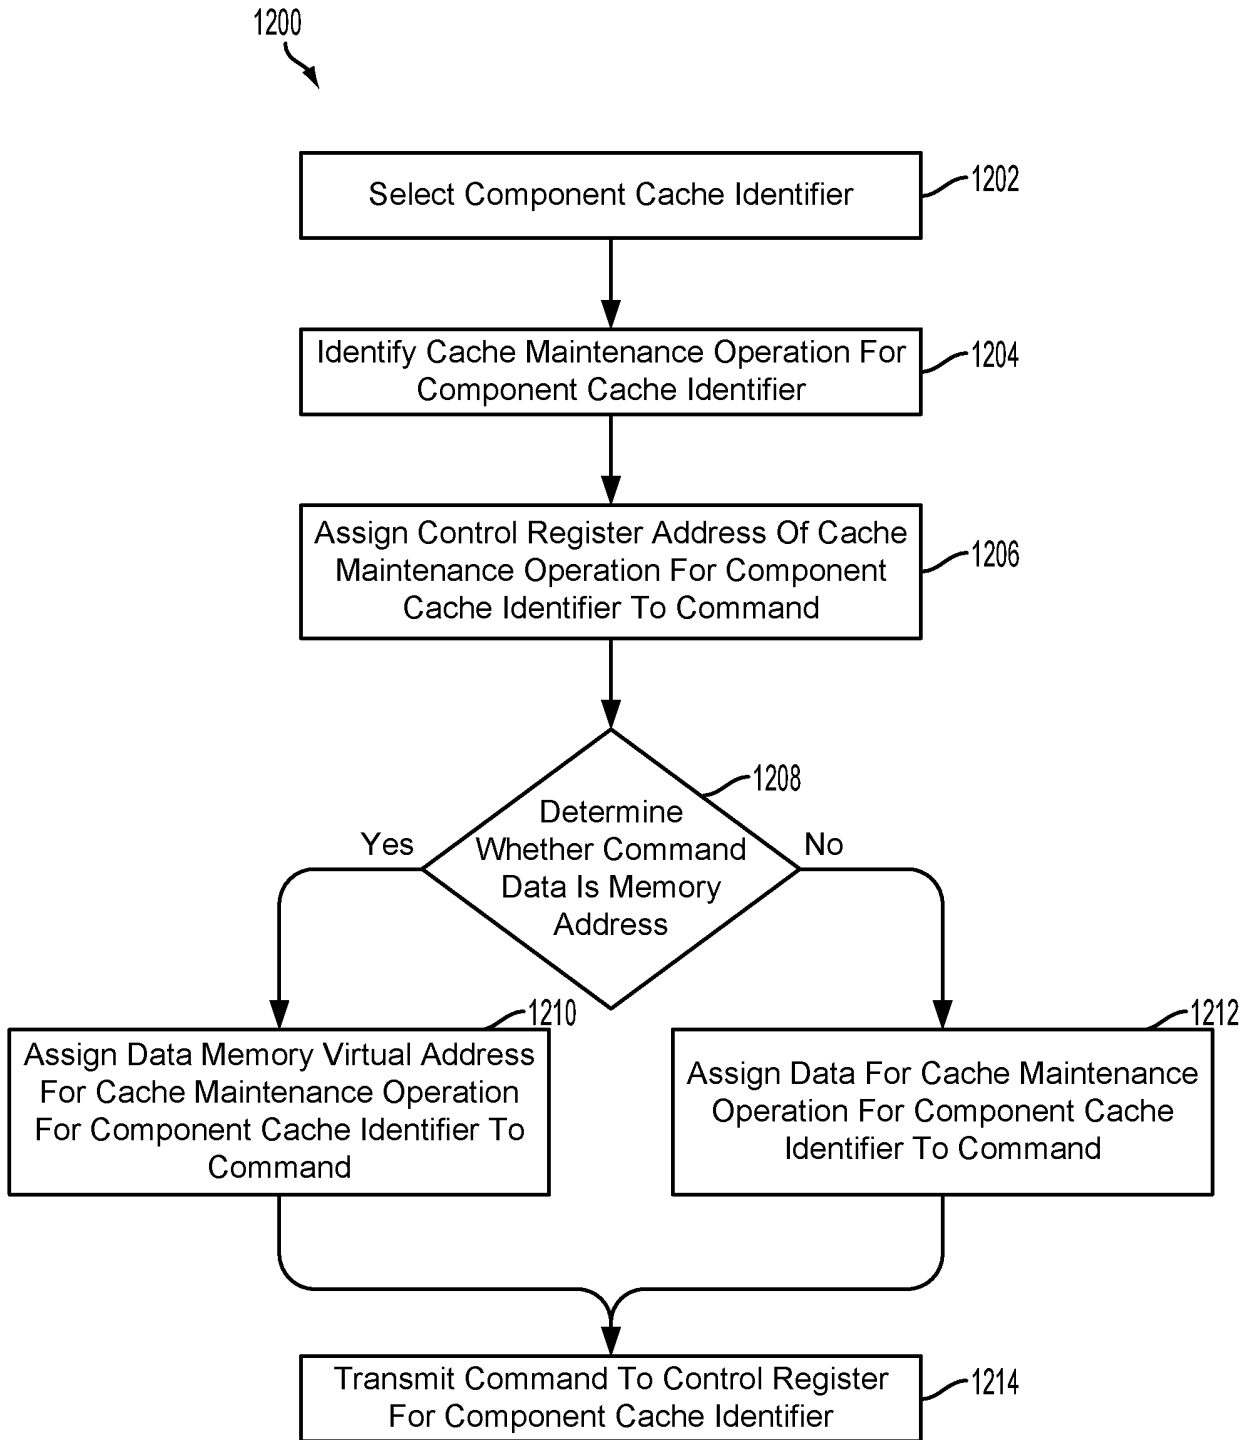 1200
Select Component Cache Identifier
1202
Identify Cache Maintenance Operation For
Component Cache Identifier
1204
Assign Control Register Address Of Cache
Maintenance Operation For Component
Cache Identifier To Command
1206
1208
Determine
Whether Command
Data Is Memory
Address
Yes
No
1210
Assign Data Memory Virtual Address
For Cache Maintenance Operation
For Component Cache Identifier To
Command
1212
Assign Data For Cache Maintenance
Operation For Component Cache
Identifier To Command
Transmit Command To Control Register
For Component Cache Identifier
1214